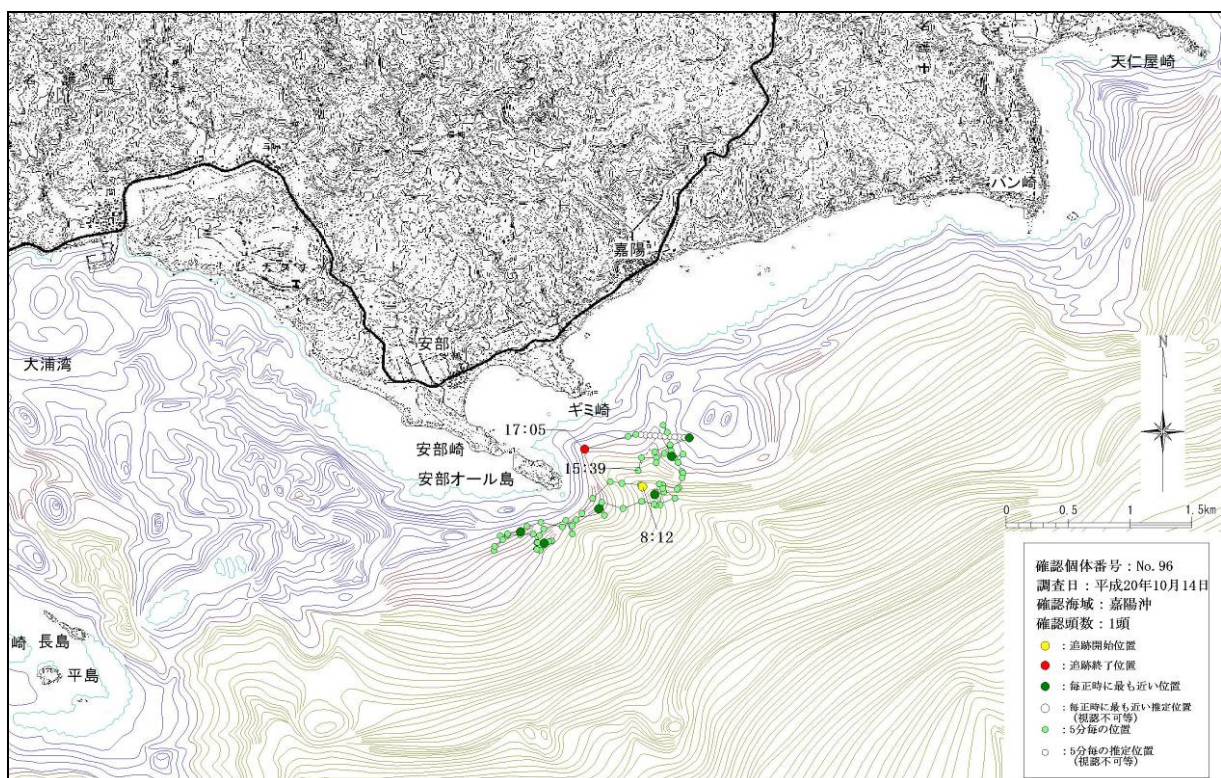 天仁屋崎
バン崎
嘉陽
安部
大浦湾
ギミ崎
17:05
安部崎
15:39
安部オール島
8:12
N
0 0.5 1 1.5km
崎
長島
平島
確認個体番号：No.96
調査日：平成20年10月14日
確認海域：嘉陽沖
確認頭数：1頭
：追跡開始位置
：追跡終了位置
：毎正時に最も近い位置
：毎正時に最も近い推定位置
(視認不可等)
：5分毎の位置
：5分毎の推定位置
(視認不可等)